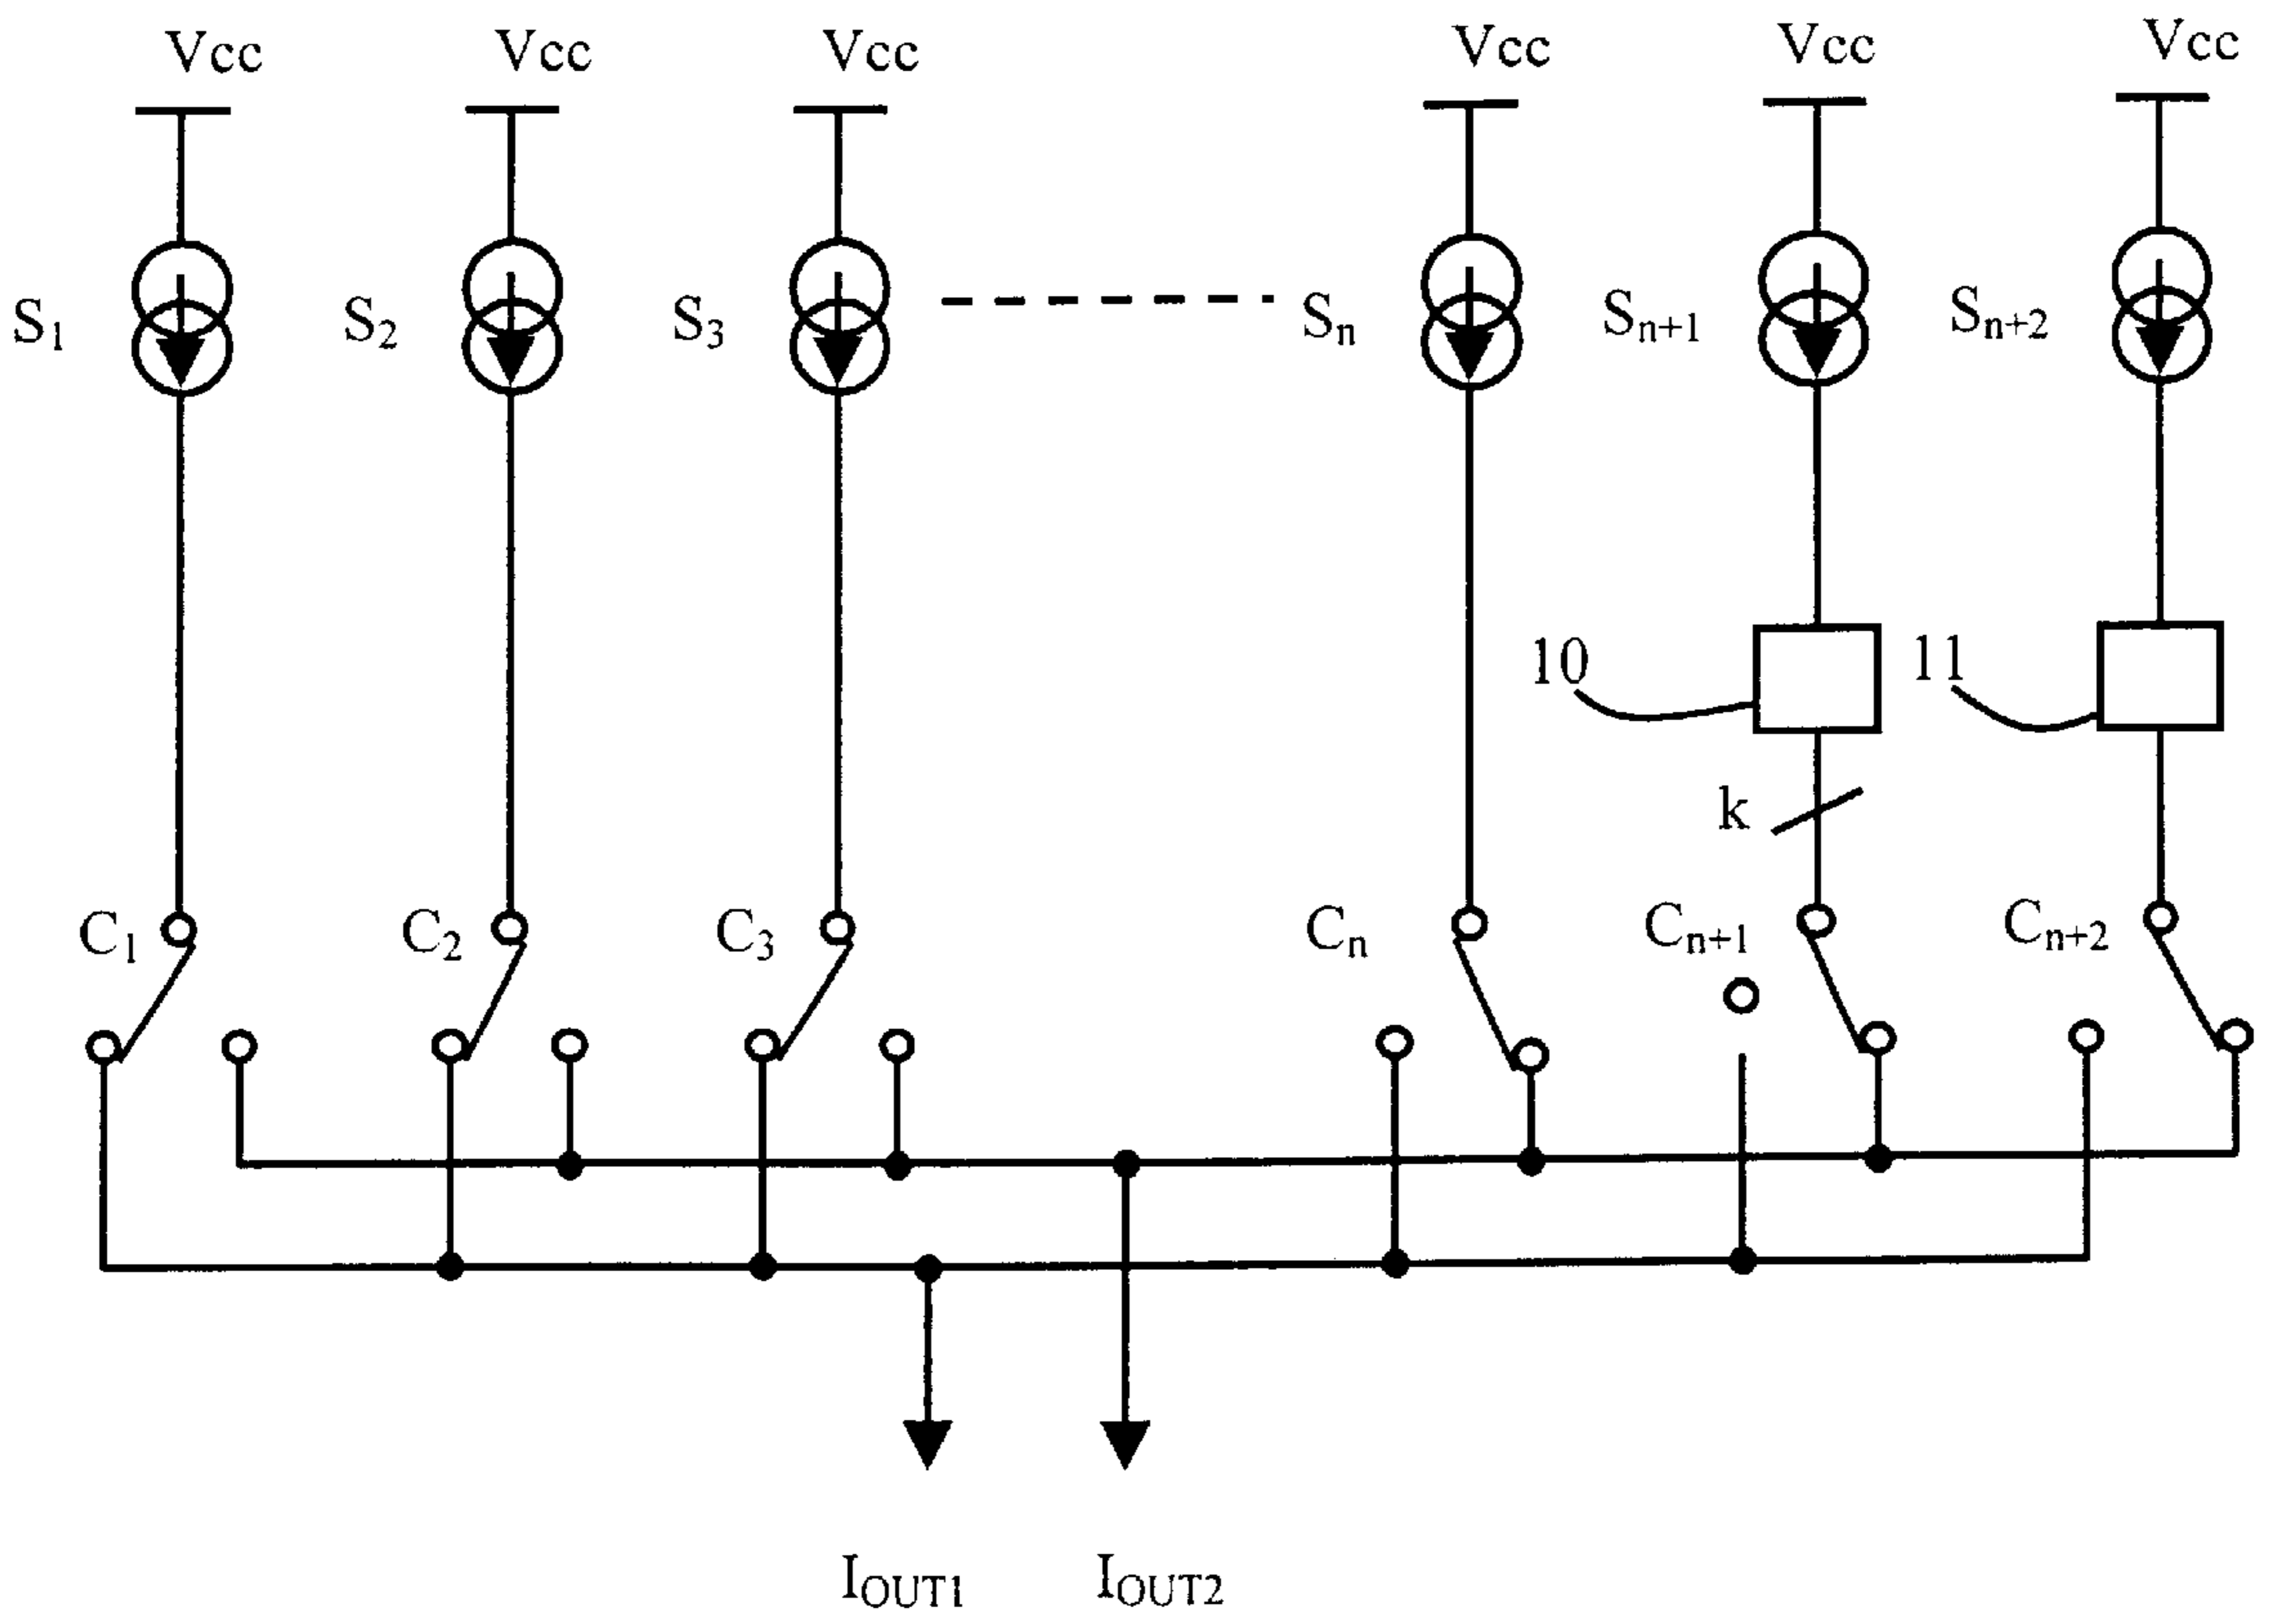 Vcc Vcc Vcc Vcc Vcc Vcc
S1 S2 S3 Sn Sn+1 Sn+2
10 11
k
C1 C2 C3 Cn Cn+1 Cn+2
IOUT1 IOUT2